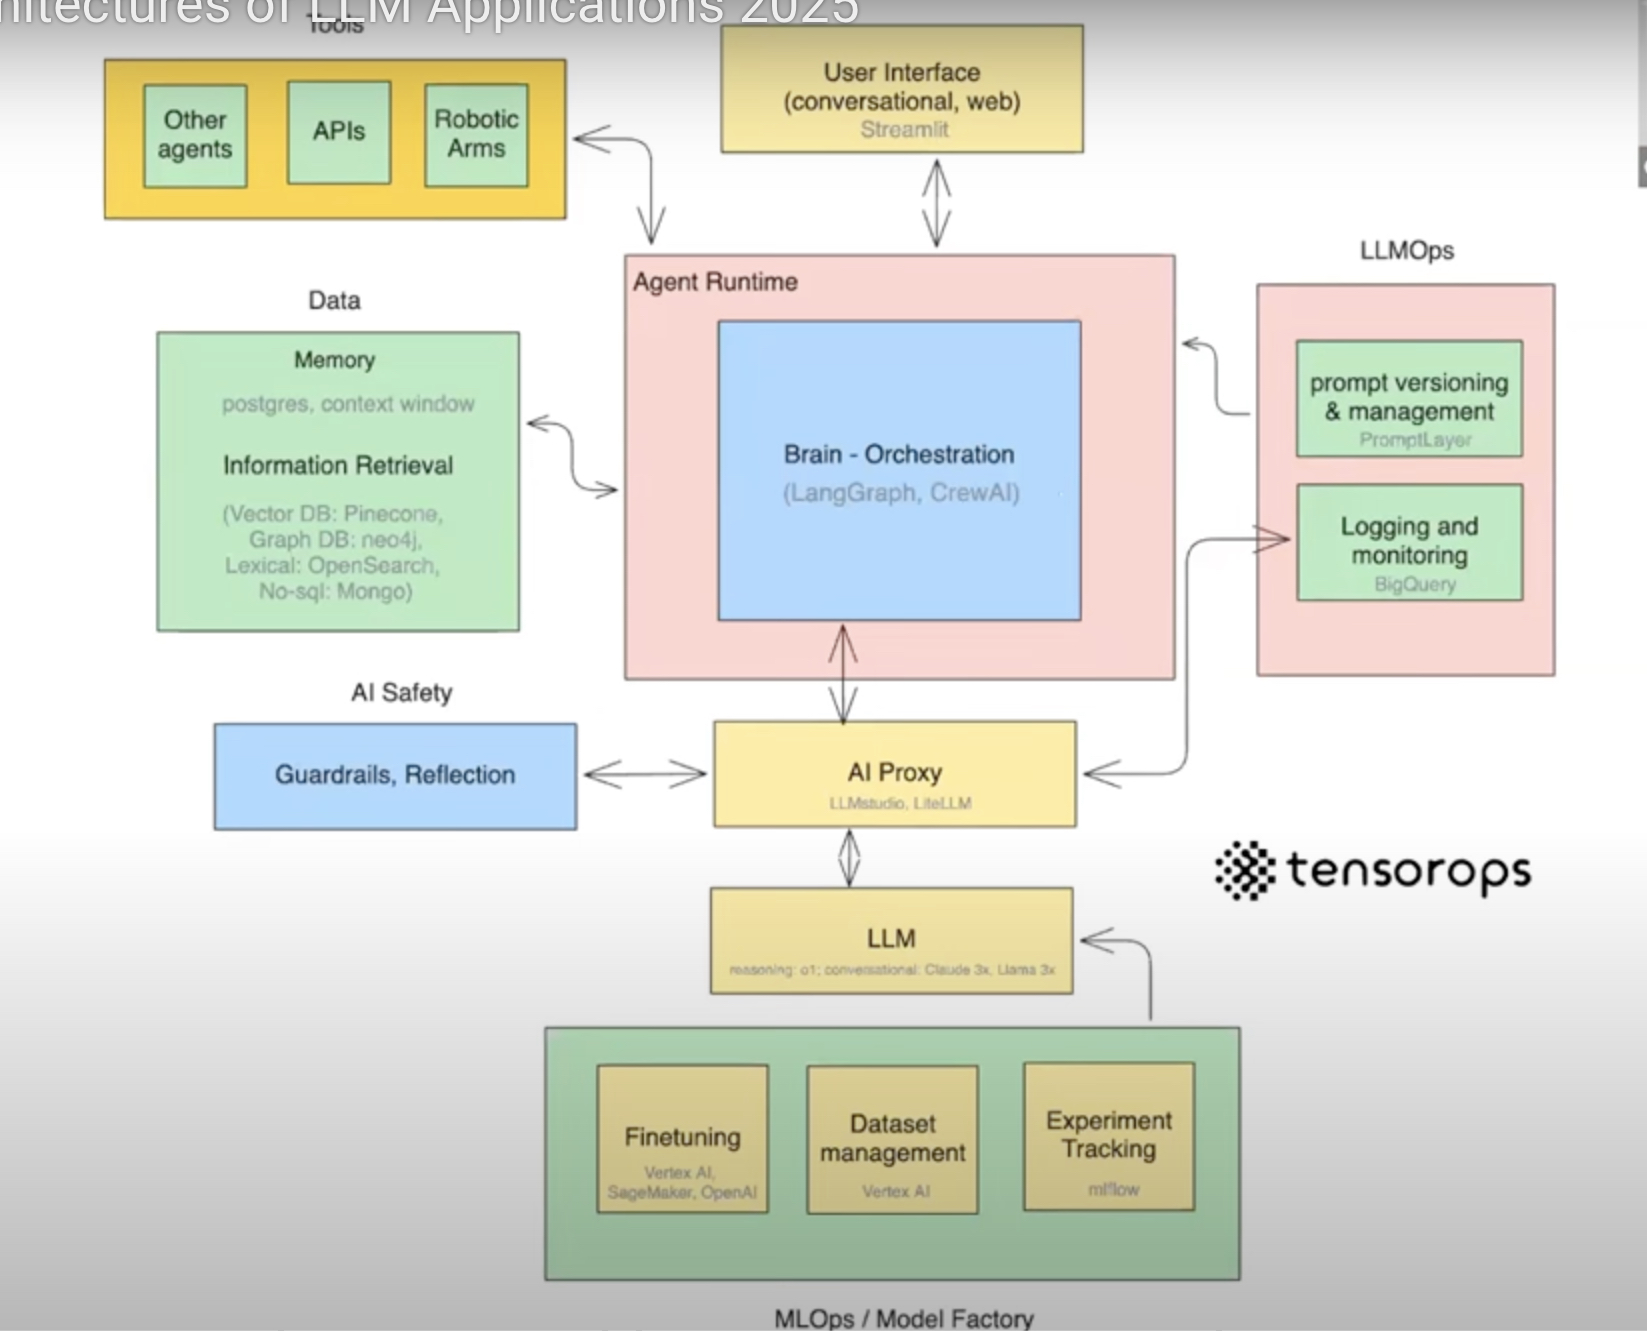 hitectures of LLM Applications 2025
Tools
Other
agents
APIs
Robotic
Arms
User Interface
(conversational, web)
Streamlit
Agent Runtime
Brain - Orchestration
(LangGraph, CrewAI)
LLMOps
prompt versioning
& management
PromptLayer
Logging and
monitoring
BigQuery
Data
Memory
postgres, context window
Information Retrieval
(Vector DB: Pinecone,
Graph DB: neo4j,
Lexical: OpenSearch,
No-sql: Mongo)
AI Safety
Guardrails, Reflection
AI Proxy
LLMstudio, LiteLLM
tensorops
LLM
reasoning: o1; conversational: Claude 3x, Llama 3x
Finetuning
Vertex AI,
SageMaker, OpenAI
Dataset
management
Vertex AI
Experiment
Tracking
mlflow
MLOps / Model Factory